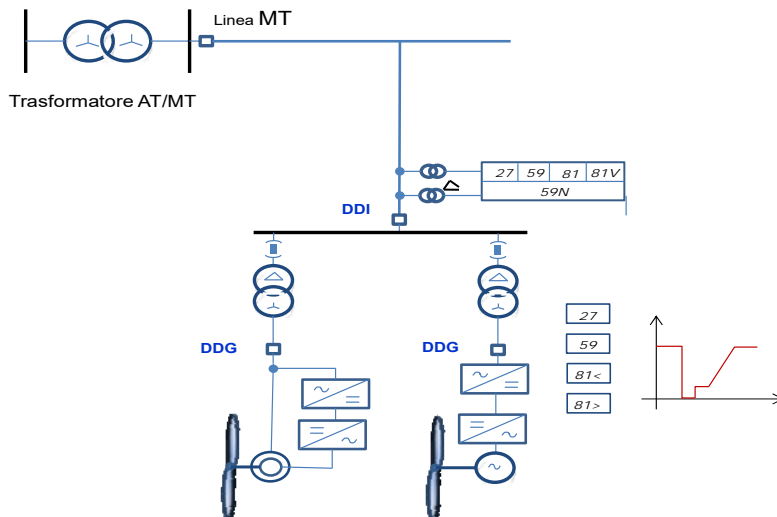 Linea MT
Trasformatore AT/MT
27 59 81 81V
59N
DDI
DDG
DDG
27
59
81<
81>